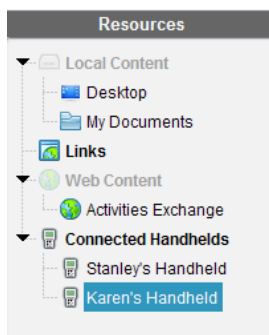 Resources
Local Content
Desktop
My Documents
Links
Web Content
Activities Exchange
Connected Handhelds
Stanley's Handheld
Karen's Handheld